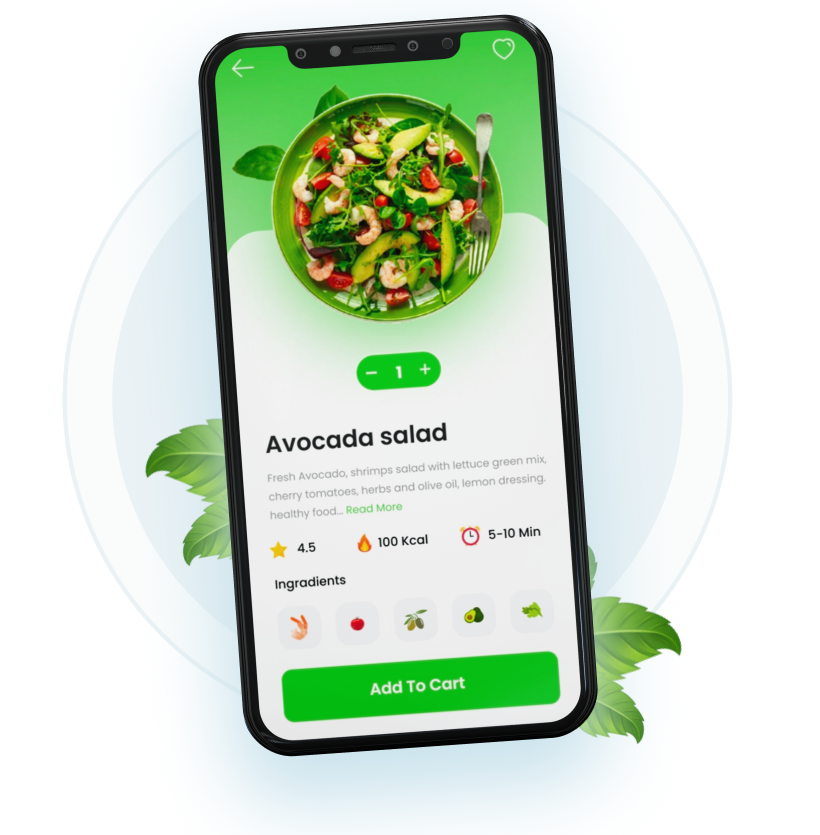 − 1 +
Avocada salad
Fresh Avocado, shrimps salad with lettuce green mix,
cherry tomatoes, herbs and olive oil, lemon dressing.
healthy food... Read More
4.5 100 Kcal 5-10 Min
Ingradients
Add To Cart